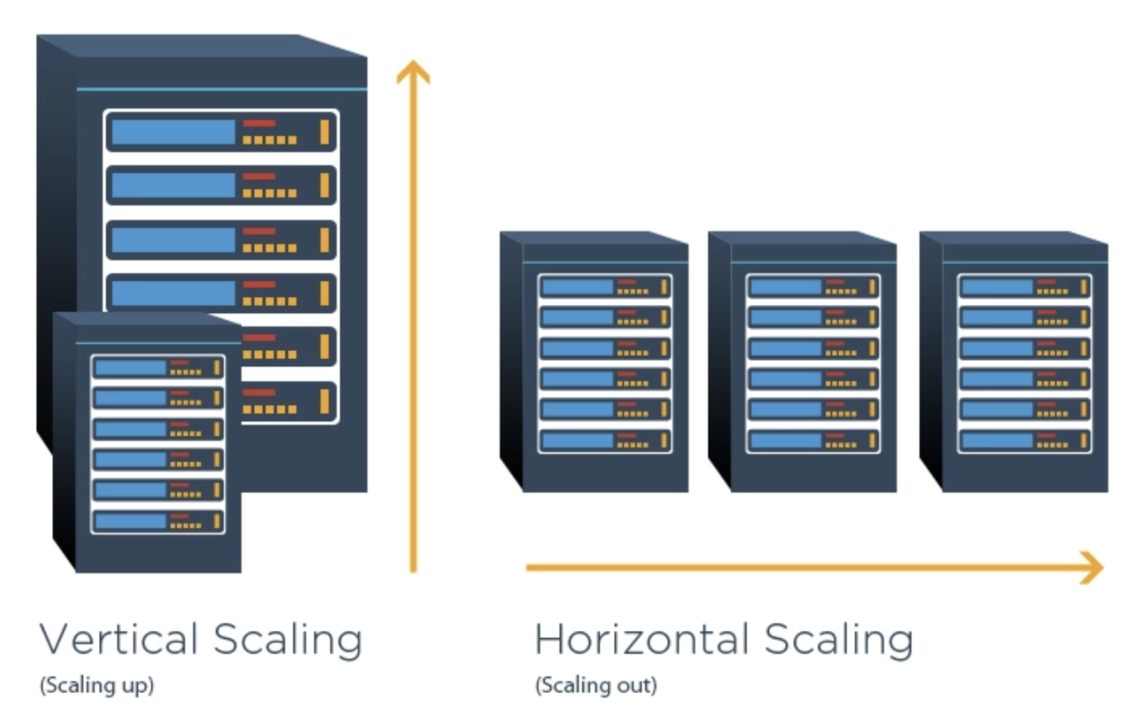 Vertical Scaling
(Scaling up)
Horizontal Scaling
(Scaling out)